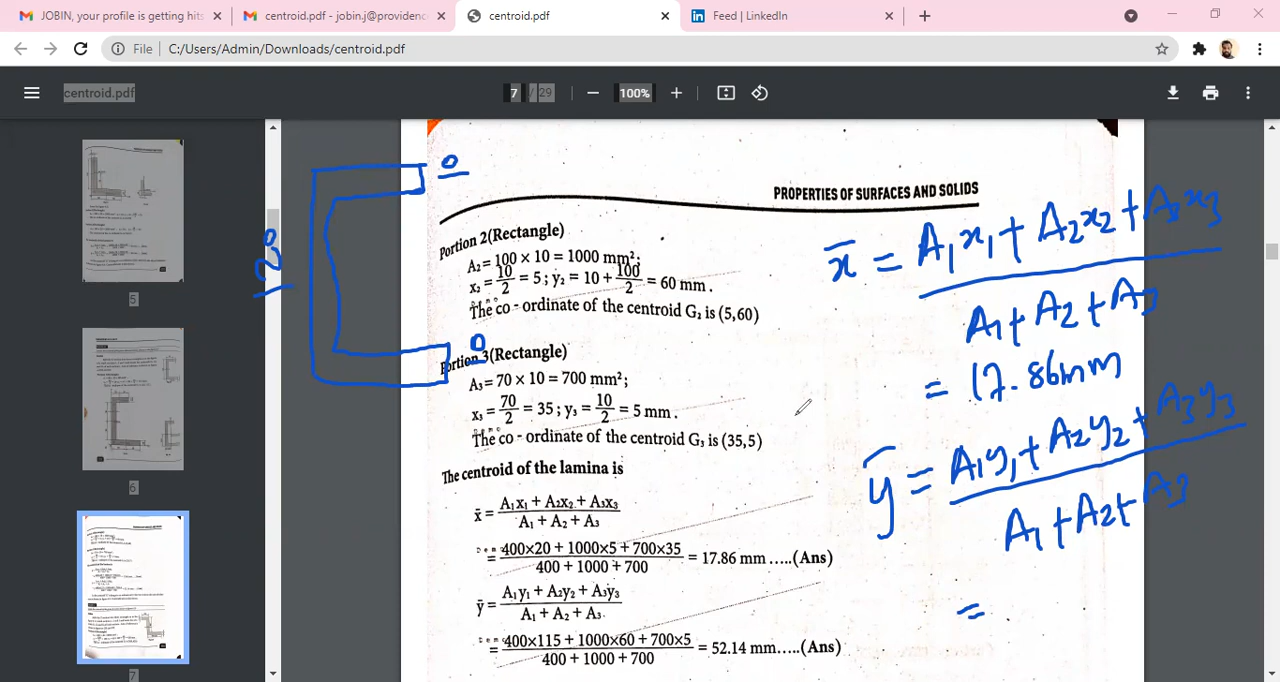 JOBIN, your profile is getting hits
centroid.pdf - jobin.j@providenc
centroid.pdf
Feed | LinkedIn
File | C:/Users/Admin/Downloads/centroid.pdf
centroid.pdf
7 / 29
100%
5
6
7
0
120
0
PROPERTIES OF SURFACES AND SOLIDS
Portion 2(Rectangle)
A₂ = 100 × 10 = 1000 mm²;
x₂ = 10/2 = 5 ; y₂ = 10 + 100/2 = 60 mm .
The co - ordinate of the centroid G₂ is (5,60)
Portion 3(Rectangle)
A₃ = 70 × 10 = 700 mm²;
x₃ = 70/2 = 35 ; y₃ = 10/2 = 5 mm .
The co - ordinate of the centroid G₃ is (35,5)
The centroid of the lamina is
x̄ = A₁x₁ + A₂x₂ + A₃x₃ / A₁ + A₂ + A₃
= 400×20 + 1000×5 + 700×35 / 400 + 1000 + 700 = 17.86 mm .....(Ans)
ȳ = A₁y₁ + A₂y₂ + A₃y₃ / A₁ + A₂ + A₃
= 400×115 + 1000×60 + 700×5 / 400 + 1000 + 700 = 52.14 mm.....(Ans)
x̄ = A₁x₁ + A₂x₂ + A₃x₃ / A₁ + A₂ + A₃
= 17.86mm
ȳ = A₁y₁ + A₂y₂ + A₃y₃ / A₁ + A₂ + A₃
=